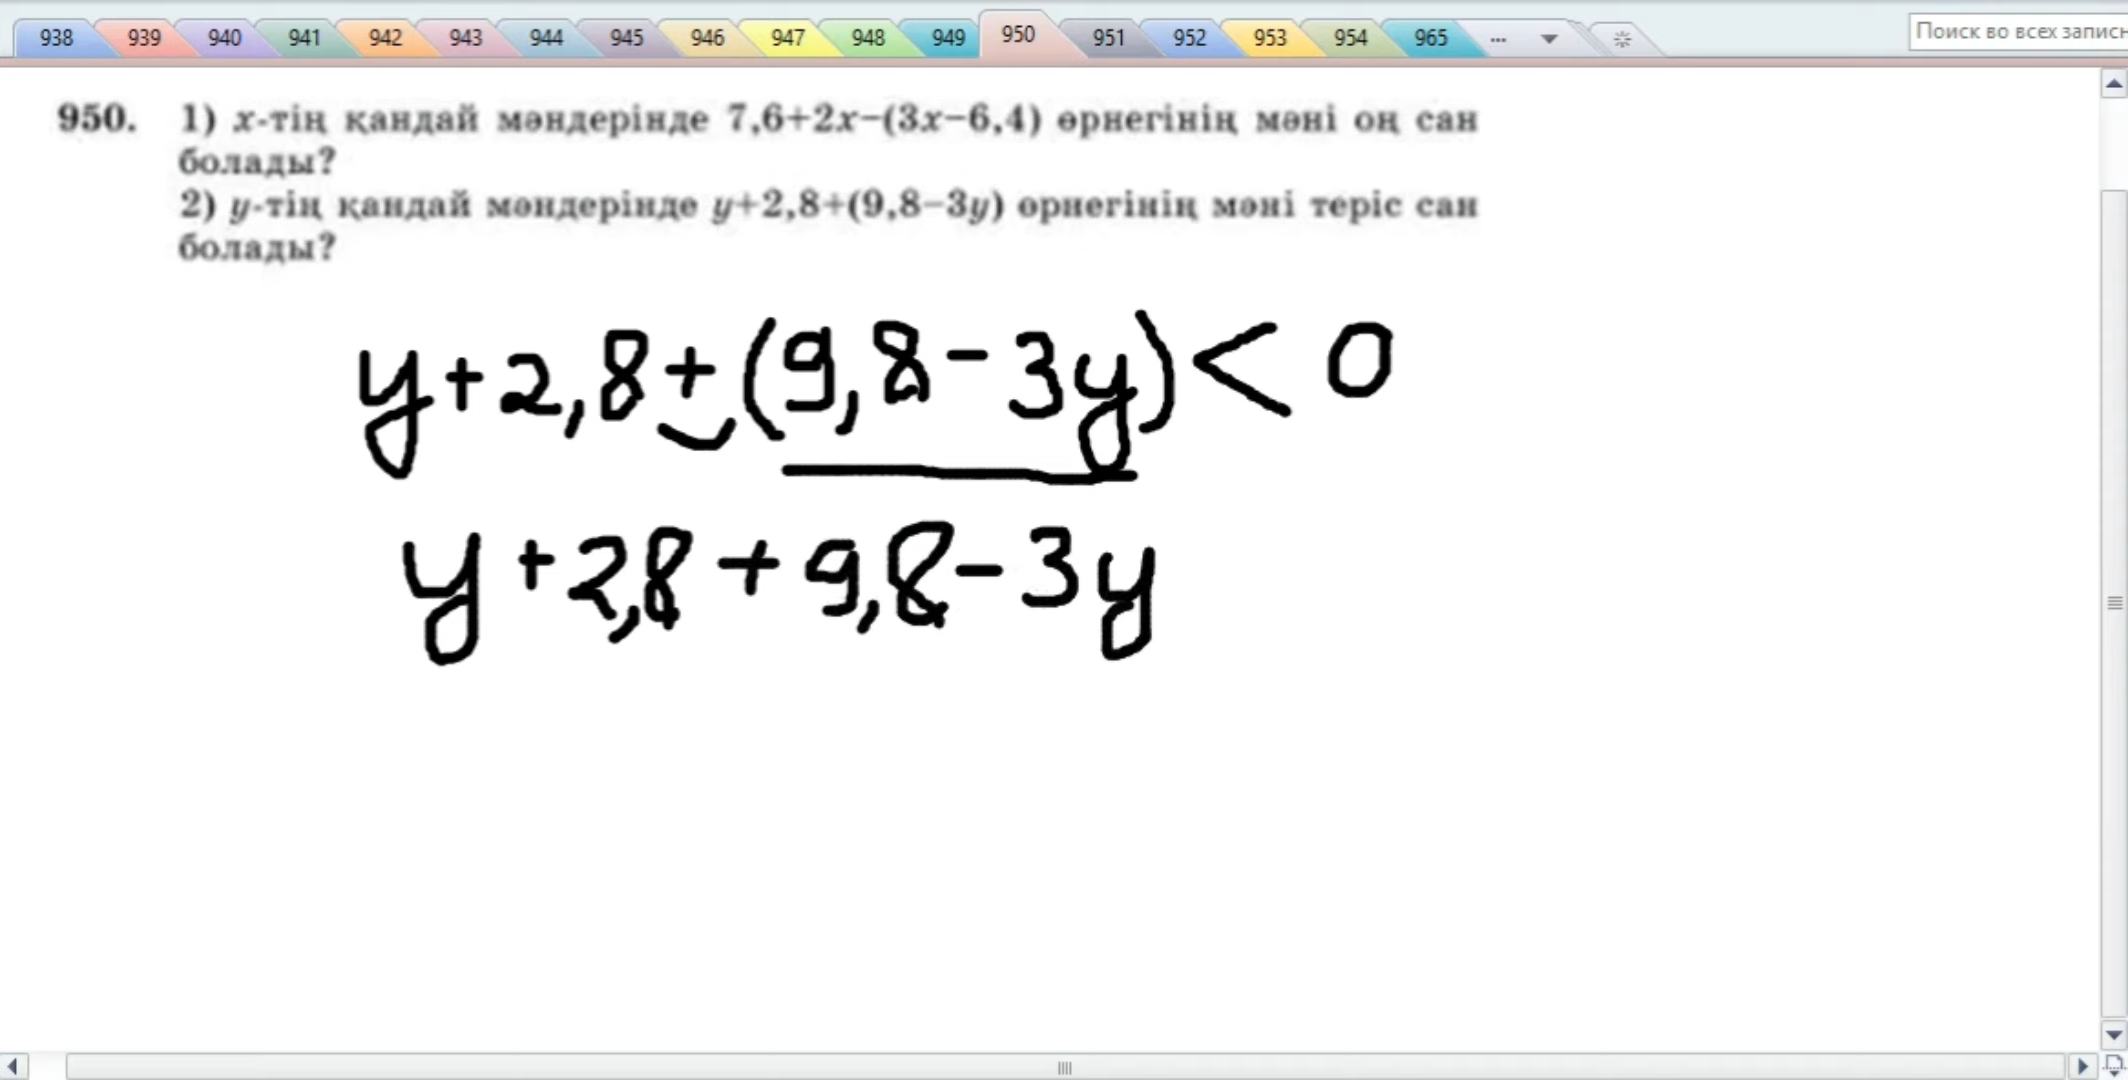 938 939 940 941 942 943 944 945 946 947 948 949 950 951 952 953 954 965 ...
Поиск во всех запис
950. 1) x-тің қандай мәндерінде 7,6+2x−(3x−6,4) өрнегінің мәні оң сан
болады?
2) y-тің қандай мәндерінде y+2,8+(9,8−3y) өрнегінің мәні теріс сан
болады?
y+2,8+(9,8−3y)<0
y+2,8+9,8−3y